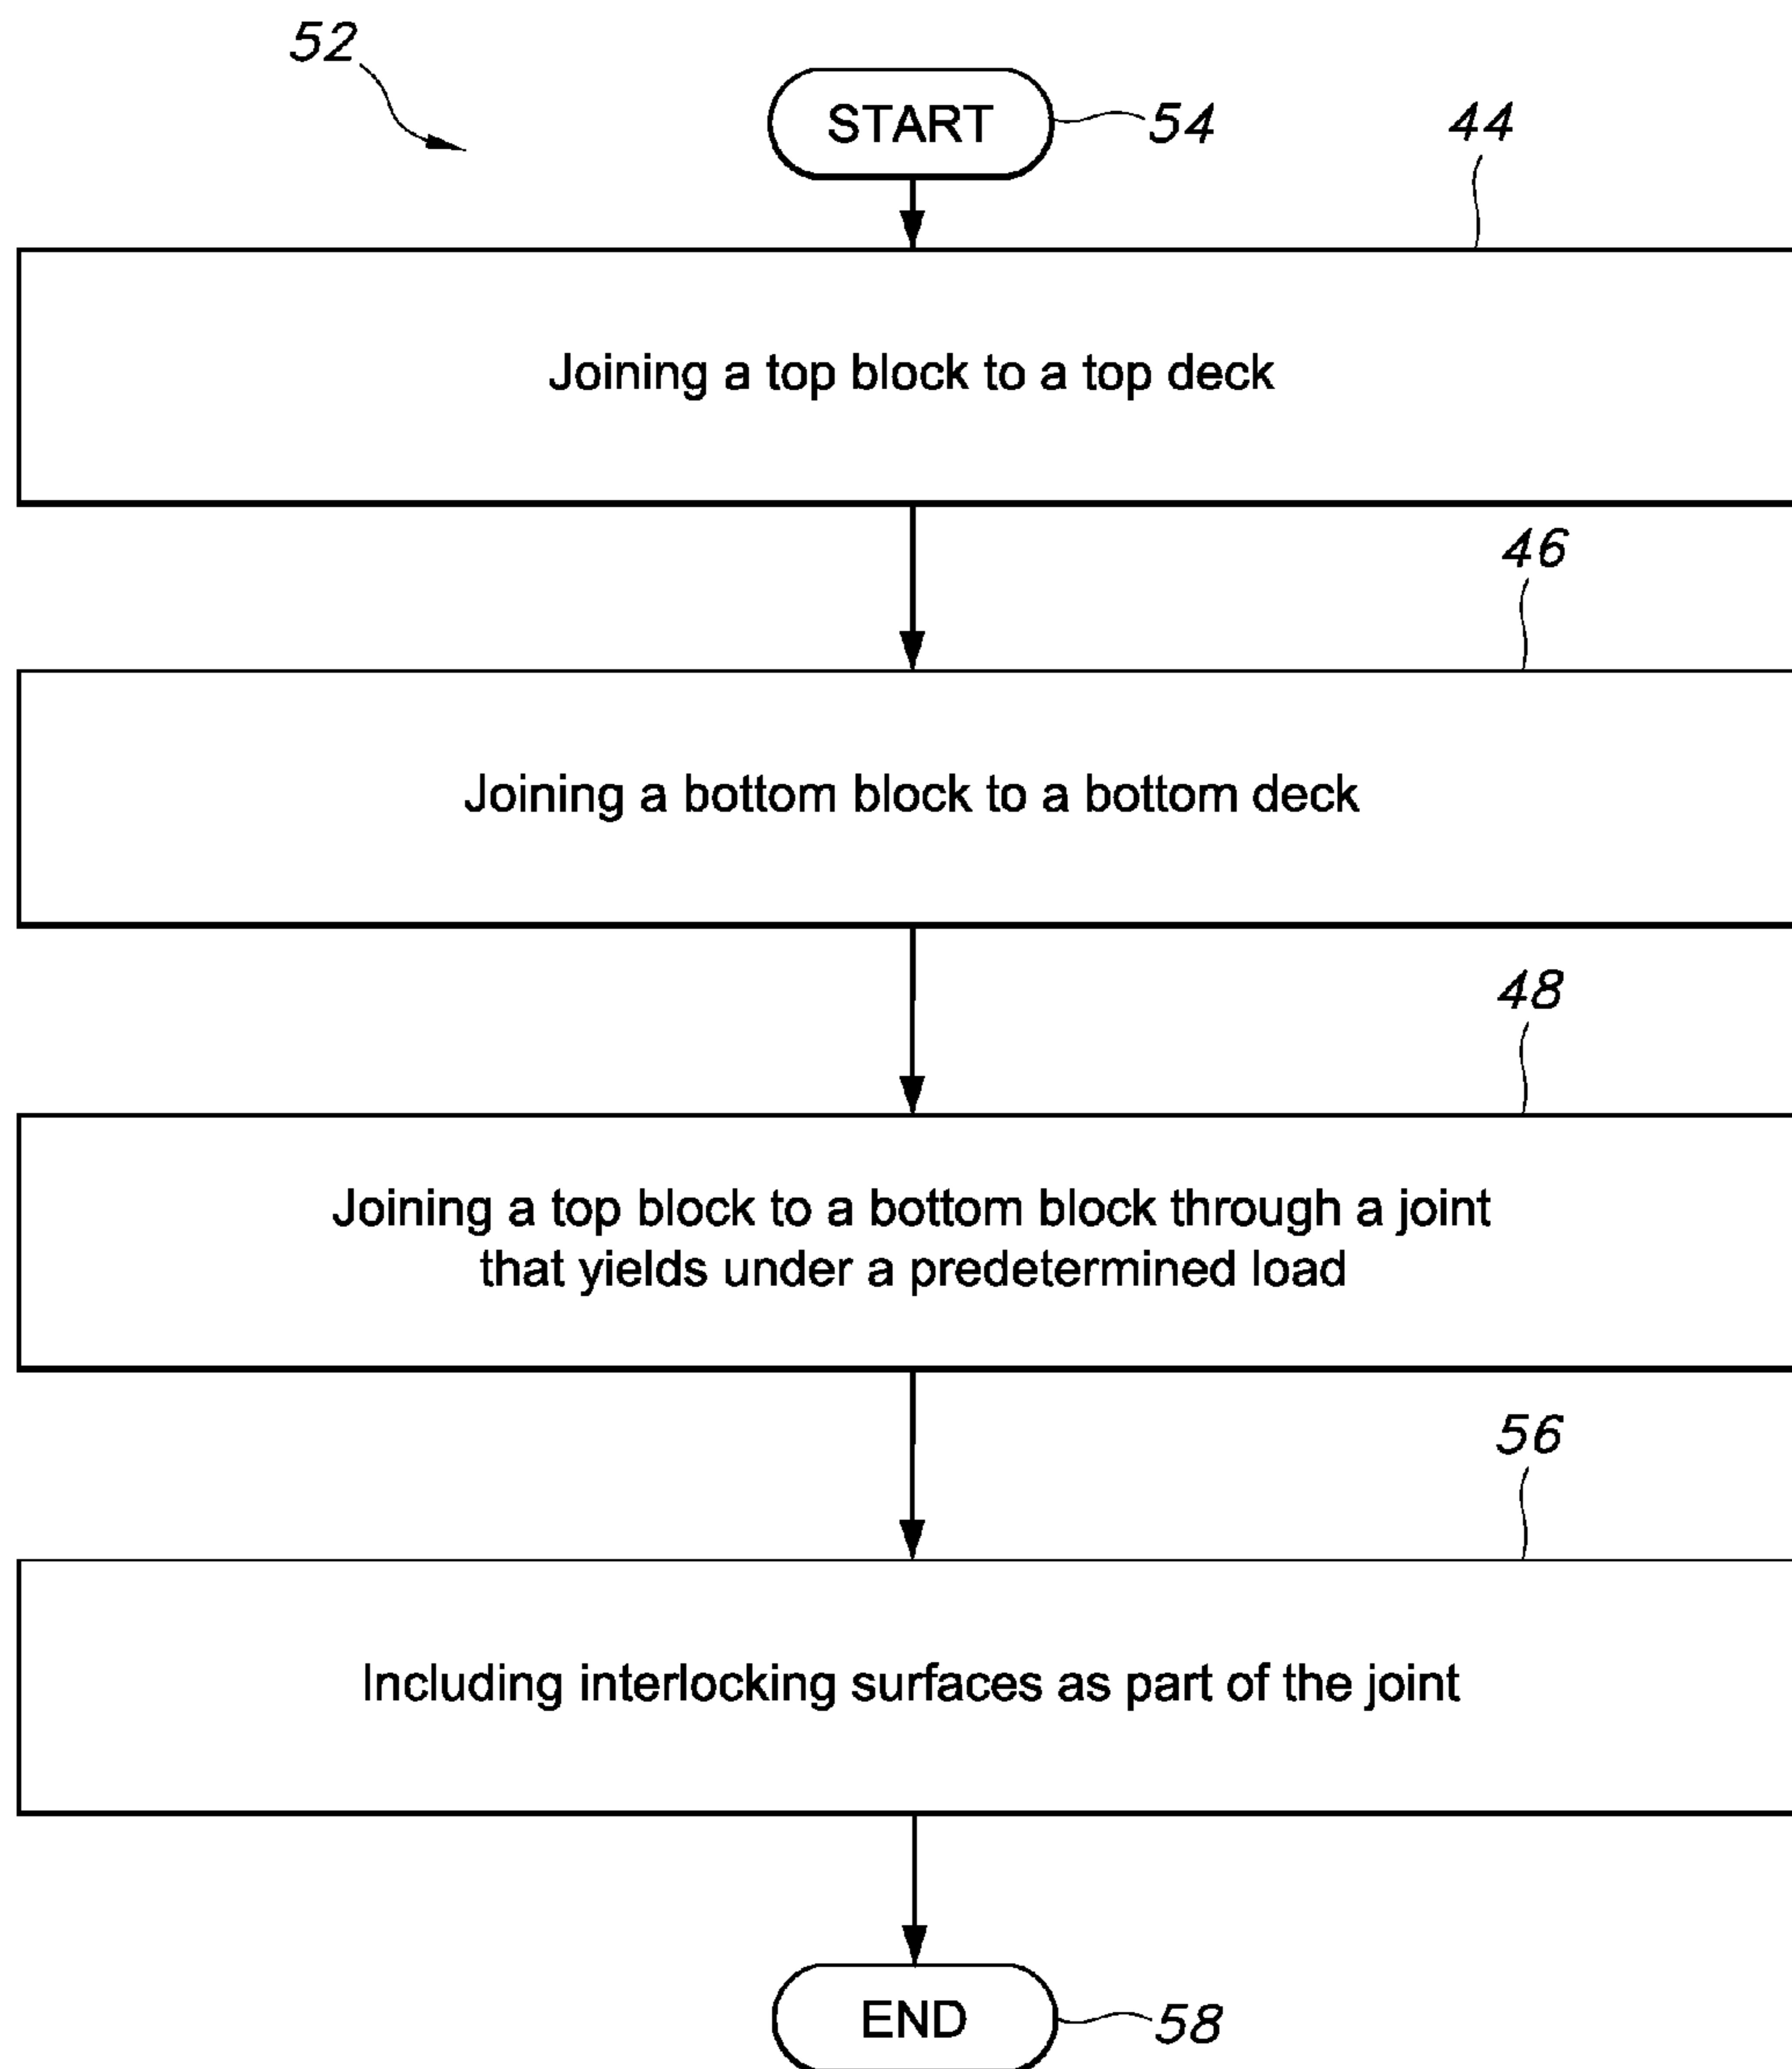 52
START
54
44
Joining a top block to a top deck
46
Joining a bottom block to a bottom deck
48
Joining a top block to a bottom block through a joint
that yields under a predetermined load
56
Including interlocking surfaces as part of the joint
END
58